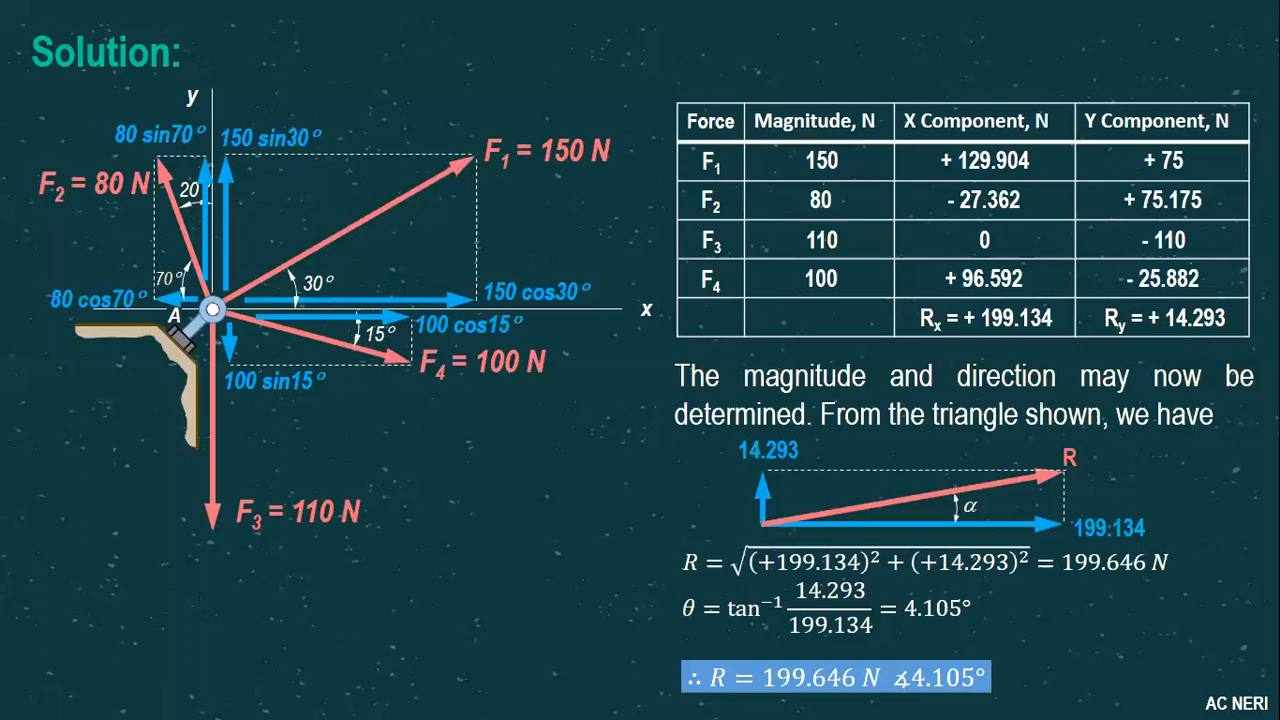 Solution:
y
80 sin70° 150 sin30°
F₁ = 150 N
F₂ = 80 N
20°
70°
30°
80 cos70°
150 cos30°
A
x
15°
100 cos15°
F₄ = 100 N
100 sin15°
F₃ = 110 N
Force Magnitude, N X Component, N Y Component, N
F₁ 150 + 129.904 + 75
F₂ 80 - 27.362 + 75.175
F₃ 110 0 - 110
F₄ 100 + 96.592 - 25.882
Rₓ = + 199.134 Rᵧ = + 14.293
The magnitude and direction may now be
determined. From the triangle shown, we have
14.293
R
α
199.134
R = √(+199.134)² + (+14.293)² = 199.646 N
θ = tan⁻¹ 14.293/199.134 = 4.105°
∴ R = 199.646 N ∡4.105°
AC NERI